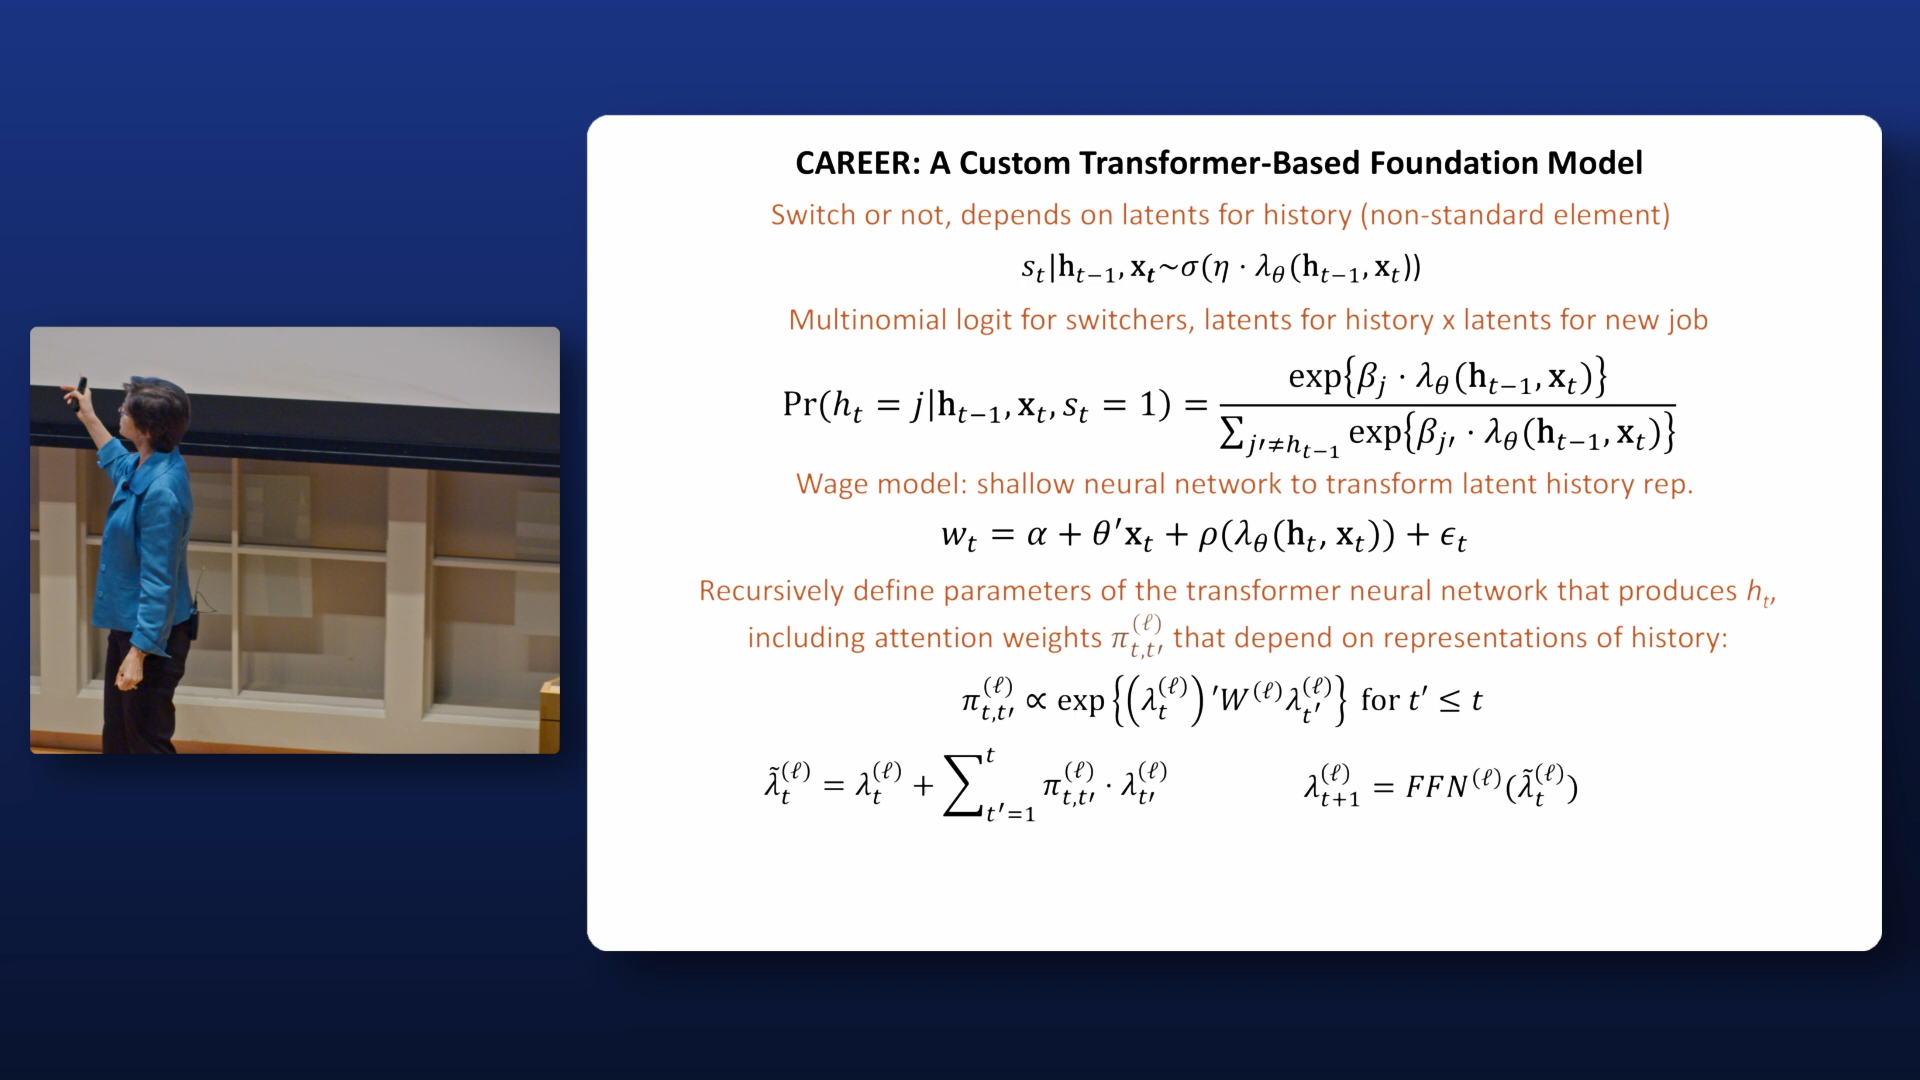 CAREER: A Custom Transformer-Based Foundation Model
Switch or not, depends on latents for history (non-standard element)
s_t|𝐡_{t−1}, 𝐱_𝒕~σ(η · λ_θ(𝐡_{t−1}, 𝐱_t))
Multinomial logit for switchers, latents for history x latents for new job
Pr(h_t = j|𝐡_{t−1}, 𝐱_t, s_t = 1) = exp{β_j · λ_θ(𝐡_{t−1}, 𝐱_t)} / ∑_{j′≠h_{t−1}} exp{β_{j′} · λ_θ(𝐡_{t−1}, 𝐱_t)}
Wage model: shallow neural network to transform latent history rep.
w_t = α + θ′𝐱_t + ρ(λ_θ(𝐡_t, 𝐱_t)) + ϵ_t
Recursively define parameters of the transformer neural network that produces h_t,
including attention weights π_{t,t′}^{(ℓ)} that depend on representations of history:
π_{t,t′}^{(ℓ)} ∝ exp{(λ_t^{(ℓ)})′W^{(ℓ)}λ_{t′}^{(ℓ)}} for t′ ≤ t
λ̃_t^{(ℓ)} = λ_t^{(ℓ)} + ∑_{t′=1}^{t} π_{t,t′}^{(ℓ)} · λ_{t′}^{(ℓ)} λ_{t+1}^{(ℓ)} = FFN^{(ℓ)}(λ̃_t^{(ℓ)})